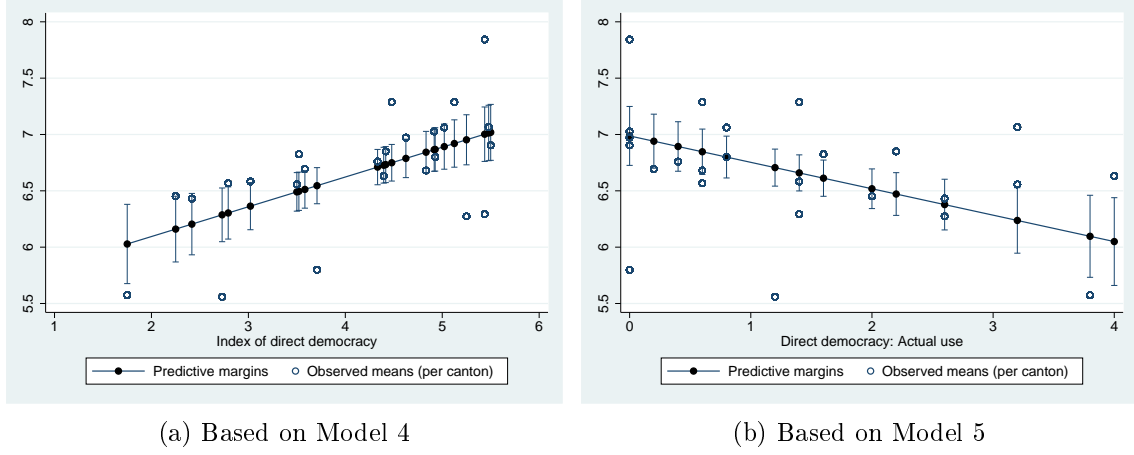 8
7.5
7
6.5
6
5.5
1 2 3 4 5 6
Index of direct democracy
Predictive margins Observed means (per canton)
(a) Based on Model 4
8
7.5
7
6.5
6
5.5
0 1 2 3 4
Direct democracy: Actual use
Predictive margins Observed means (per canton)
(b) Based on Model 5